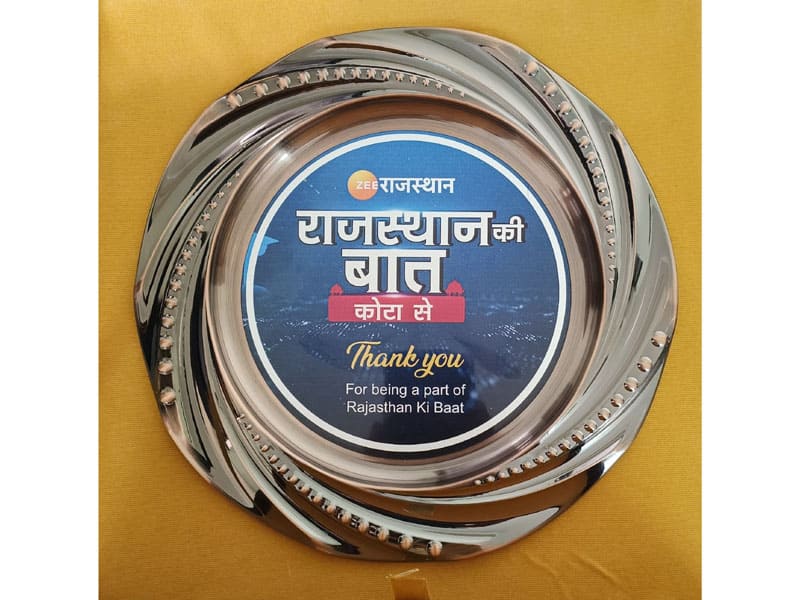 ZEE राजस्थान
राजस्थान की
बात
कोटा से
Thank you
For being a part of
Rajasthan Ki Baat